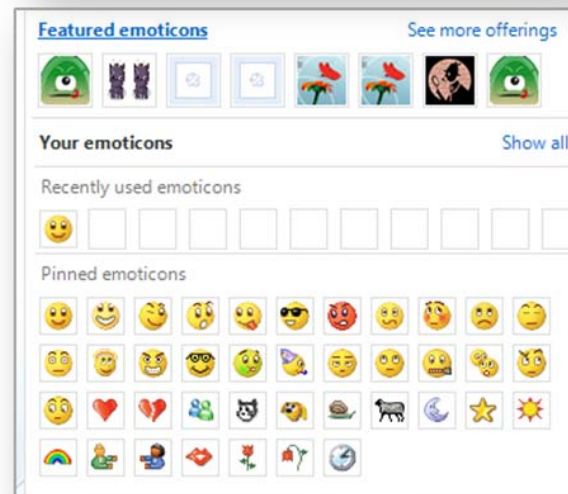 Featured emoticons See more offerings
Your emoticons Show all
Recently used emoticons
Pinned emoticons